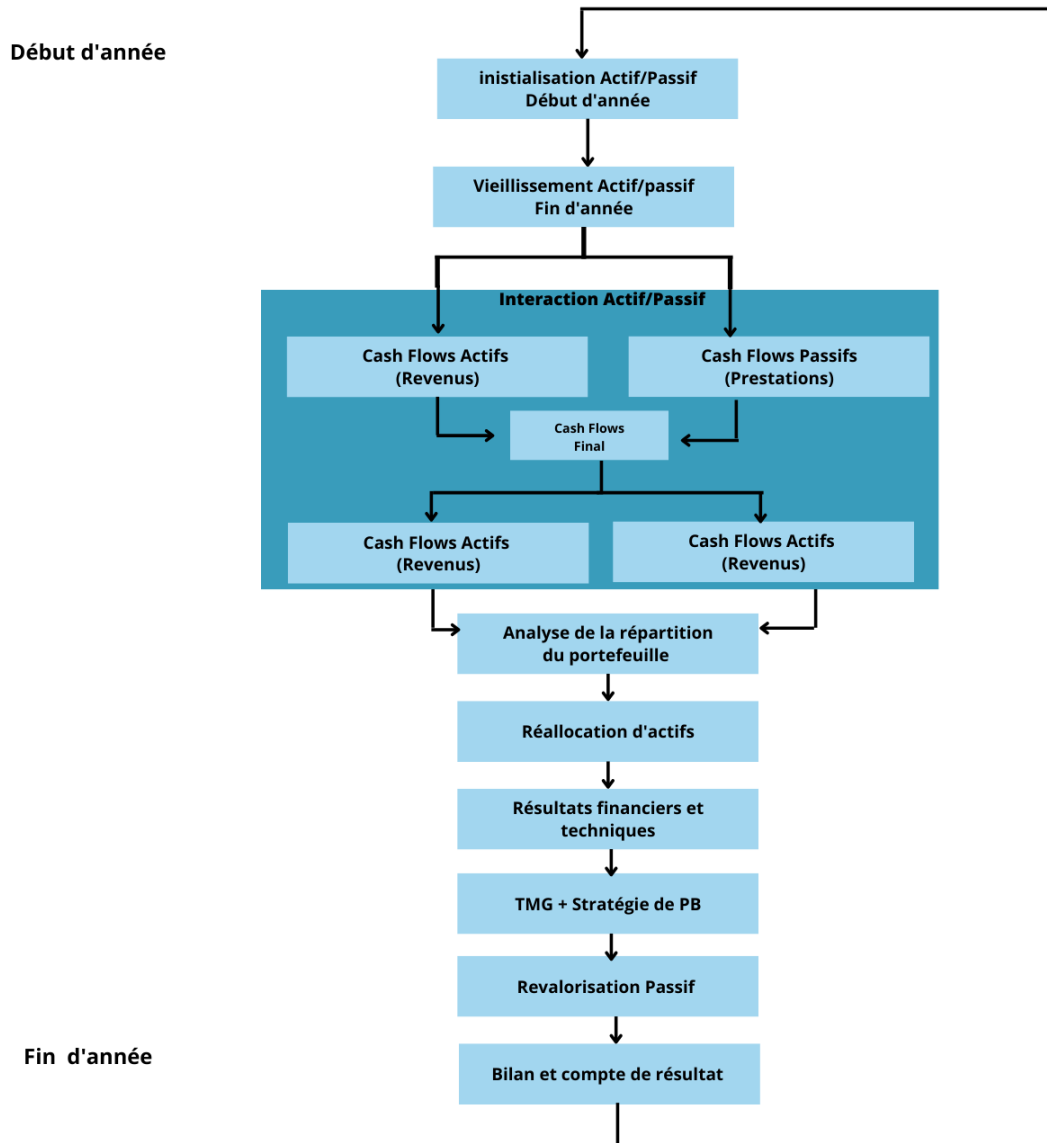 Début d'année
inistialisation Actif/Passif
Début d'année
Vieillissement Actif/passif
Fin d'année
Interaction Actif/Passif
Cash Flows Actifs
(Revenus)
Cash Flows Passifs
(Prestations)
Cash Flows
Final
Cash Flows Actifs
(Revenus)
Cash Flows Actifs
(Revenus)
Analyse de la répartition
du portefeuille
Réallocation d'actifs
Résultats financiers et
techniques
TMG + Stratégie de PB
Revalorisation Passif
Fin d'année
Bilan et compte de résultat